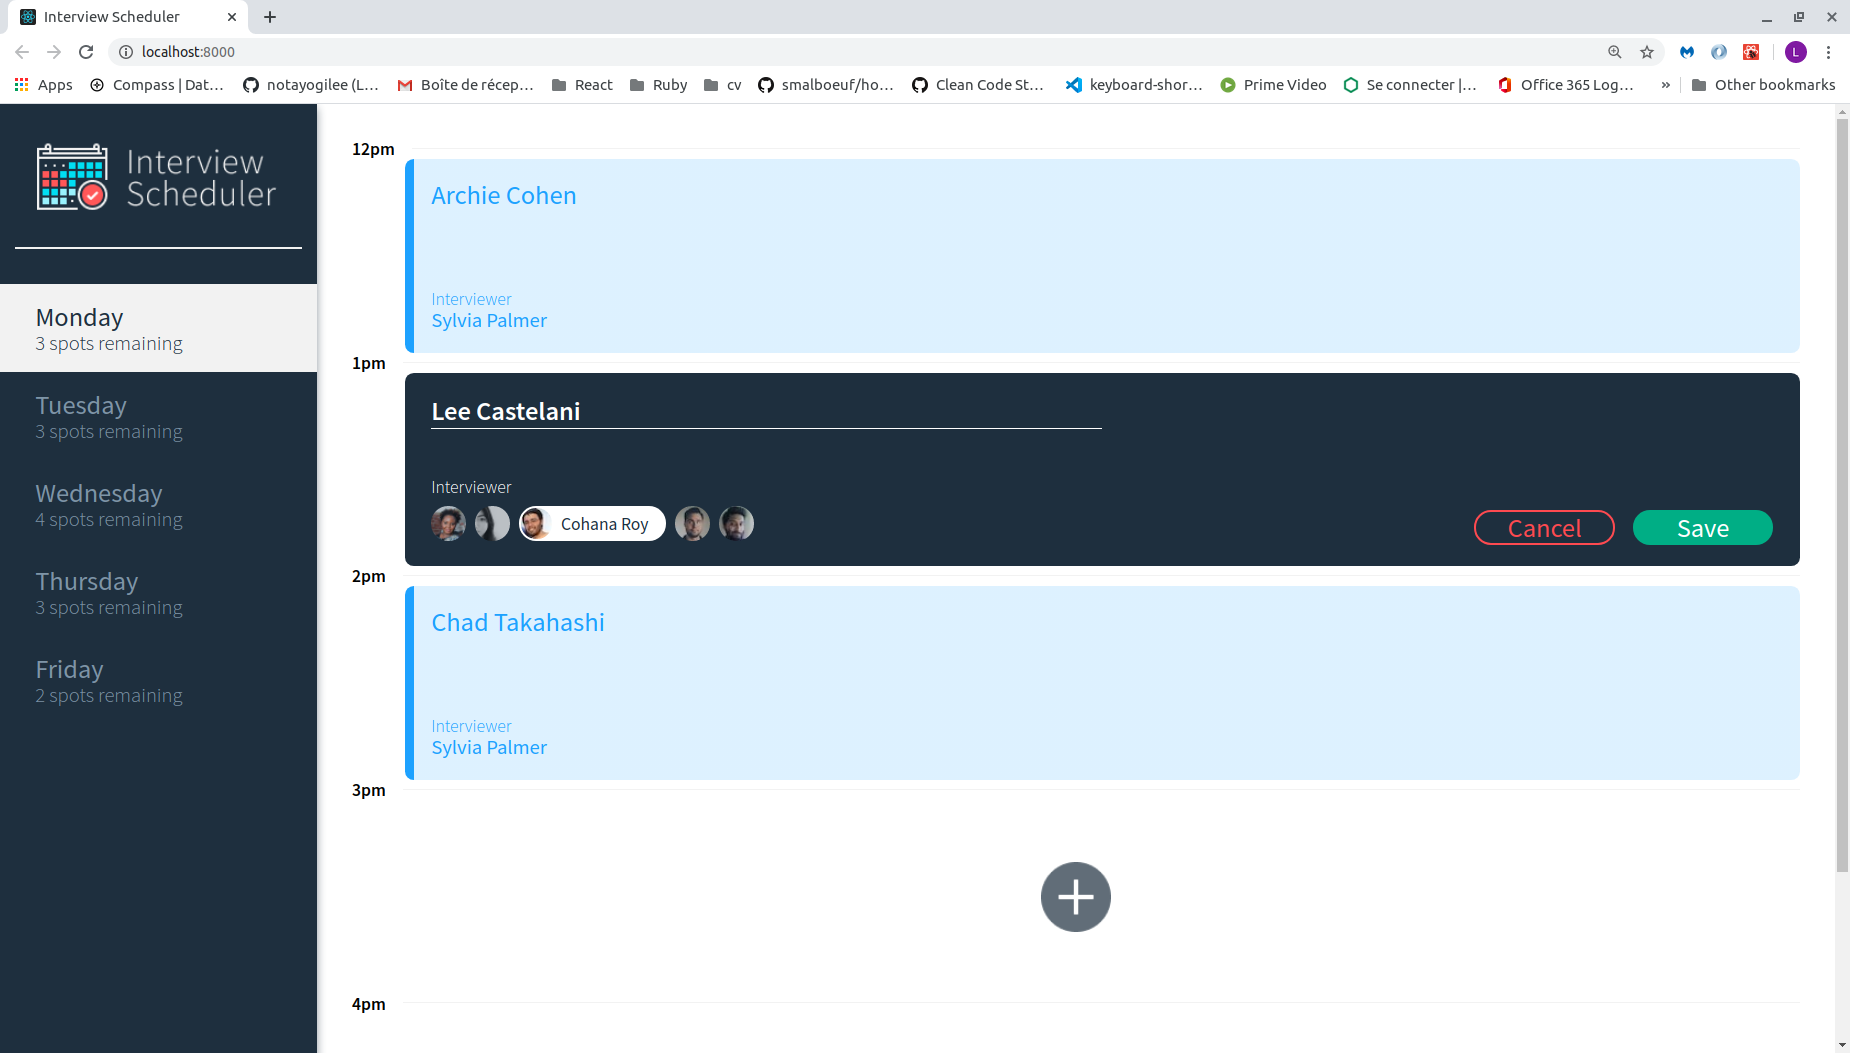 Interview Scheduler
localhost:8000
L
Apps
Compass | Dat...
notayogilee (L...
Boîte de récep...
React
Ruby
cv
smalboeuf/ho...
Clean Code St...
keyboard-shor...
Prime Video
Se connecter |...
Office 365 Log...
»
Other bookmarks
Interview
Scheduler
Monday
3 spots remaining
Tuesday
3 spots remaining
Wednesday
4 spots remaining
Thursday
3 spots remaining
Friday
2 spots remaining
12pm
Archie Cohen
Interviewer
Sylvia Palmer
1pm
Lee Castelani
Interviewer
Cohana Roy
Cancel
Save
2pm
Chad Takahashi
Interviewer
Sylvia Palmer
3pm
4pm